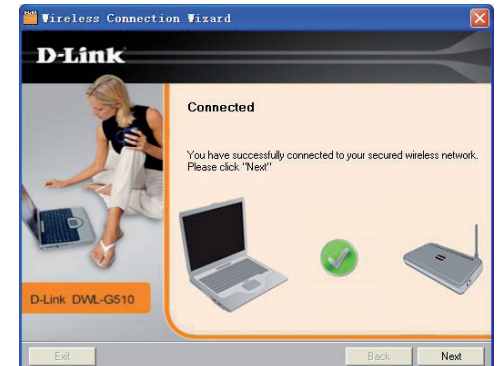 Wireless Connection Wizard
D-Link
Connected
You have successfully connected to your secured wireless network.
Please click "Next"
D-Link DWL-G510
Exit
Back
Next